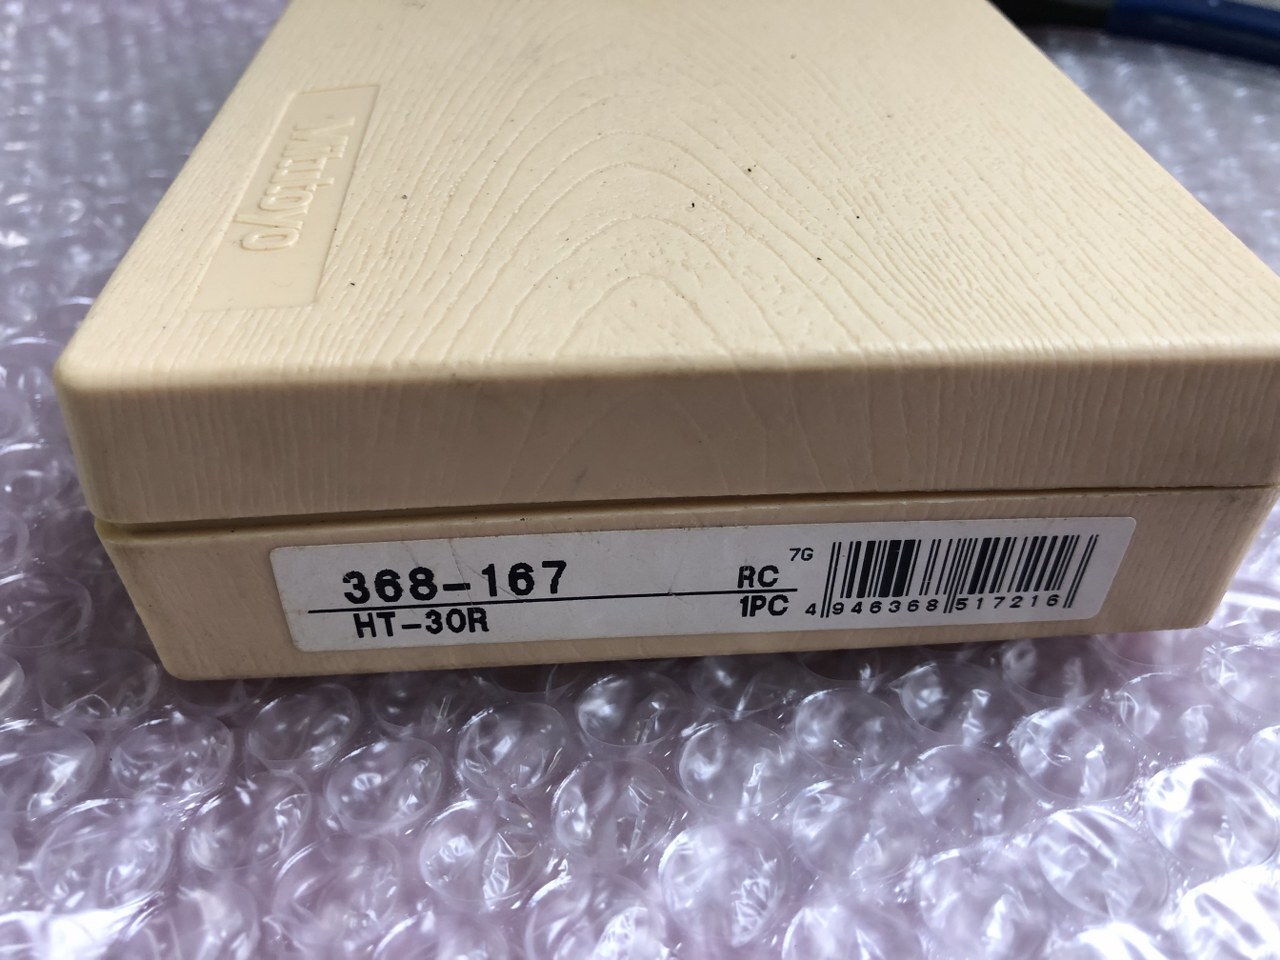 Mitutoyo
368-167
HT-30R
RC
1PC
7G
4 946368 517216